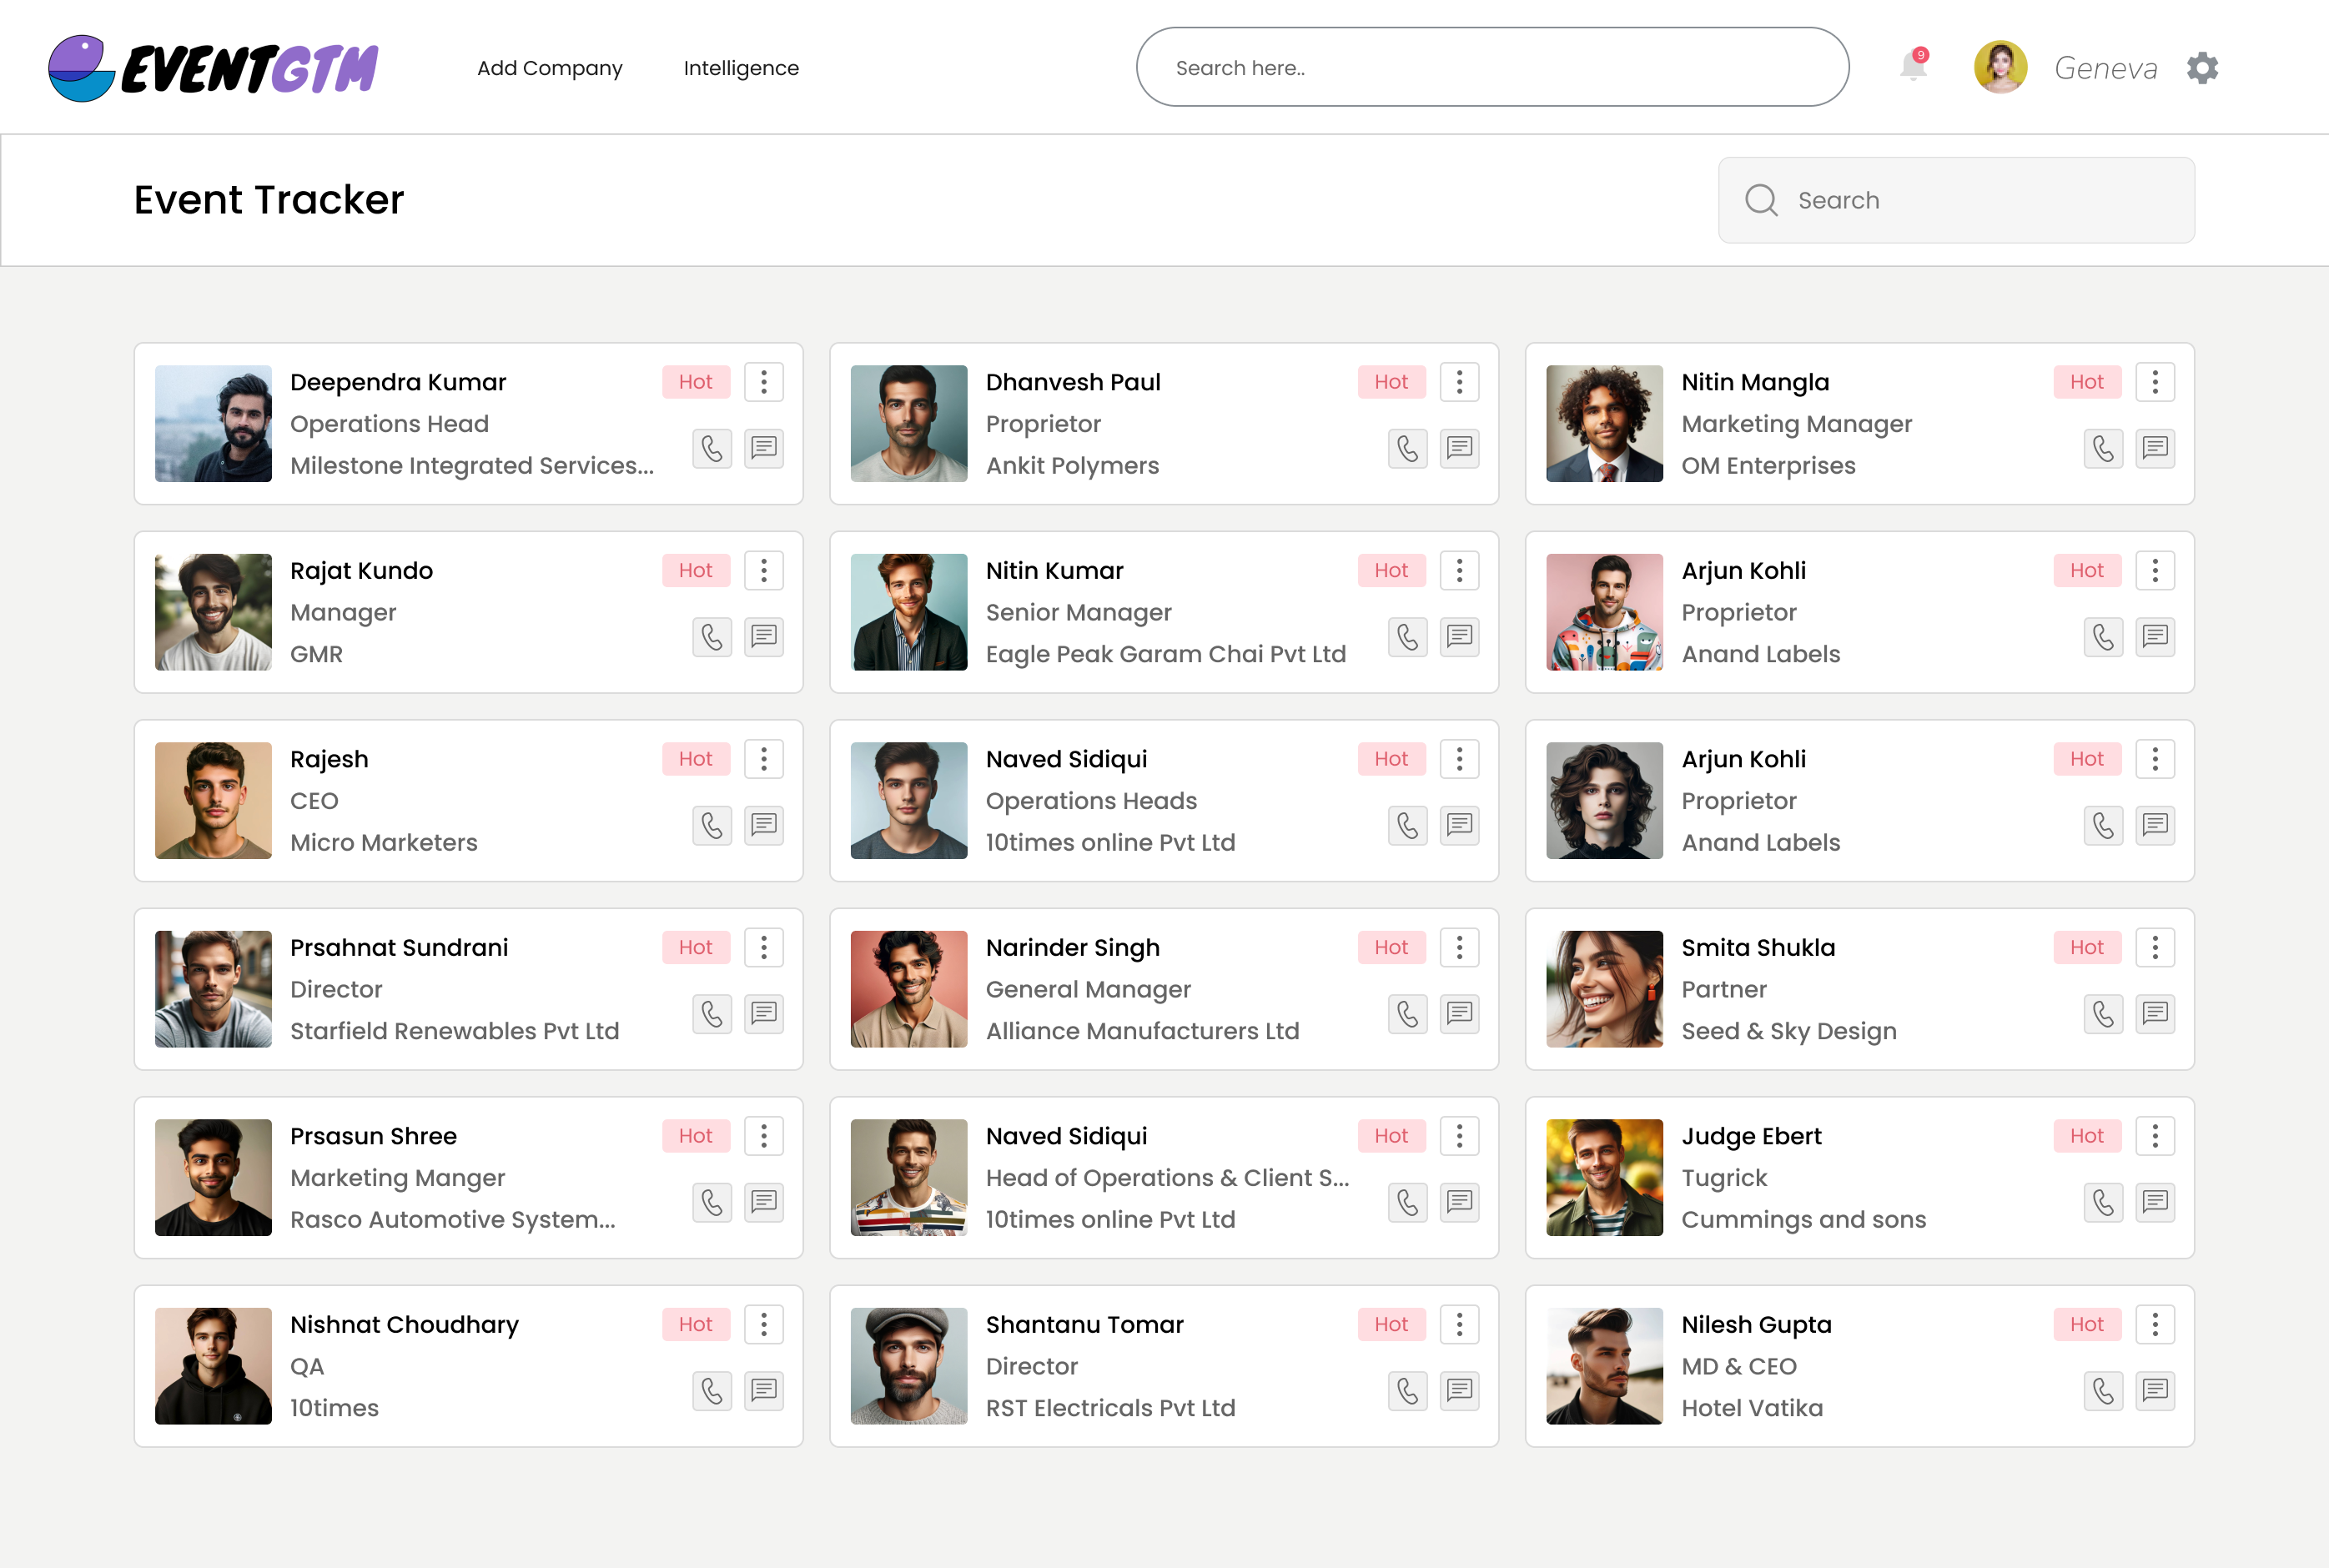 EVENTGTM
Add Company
Intelligence
Search here..
9
Geneva
Event Tracker
Search
Deependra Kumar
Hot
Operations Head
Milestone Integrated Services...
Dhanvesh Paul
Hot
Proprietor
Ankit Polymers
Nitin Mangla
Hot
Marketing Manager
OM Enterprises
Rajat Kundo
Hot
Manager
GMR
Nitin Kumar
Hot
Senior Manager
Eagle Peak Garam Chai Pvt Ltd
Arjun Kohli
Hot
Proprietor
Anand Labels
Rajesh
Hot
CEO
Micro Marketers
Naved Sidiqui
Hot
Operations Heads
10times online Pvt Ltd
Arjun Kohli
Hot
Proprietor
Anand Labels
Prsahnat Sundrani
Hot
Director
Starfield Renewables Pvt Ltd
Narinder Singh
Hot
General Manager
Alliance Manufacturers Ltd
Smita Shukla
Hot
Partner
Seed & Sky Design
Prsasun Shree
Hot
Marketing Manger
Rasco Automotive System...
Naved Sidiqui
Hot
Head of Operations & Client S...
10times online Pvt Ltd
Judge Ebert
Hot
Tugrick
Cummings and sons
Nishnat Choudhary
Hot
QA
10times
Shantanu Tomar
Hot
Director
RST Electricals Pvt Ltd
Nilesh Gupta
Hot
MD & CEO
Hotel Vatika